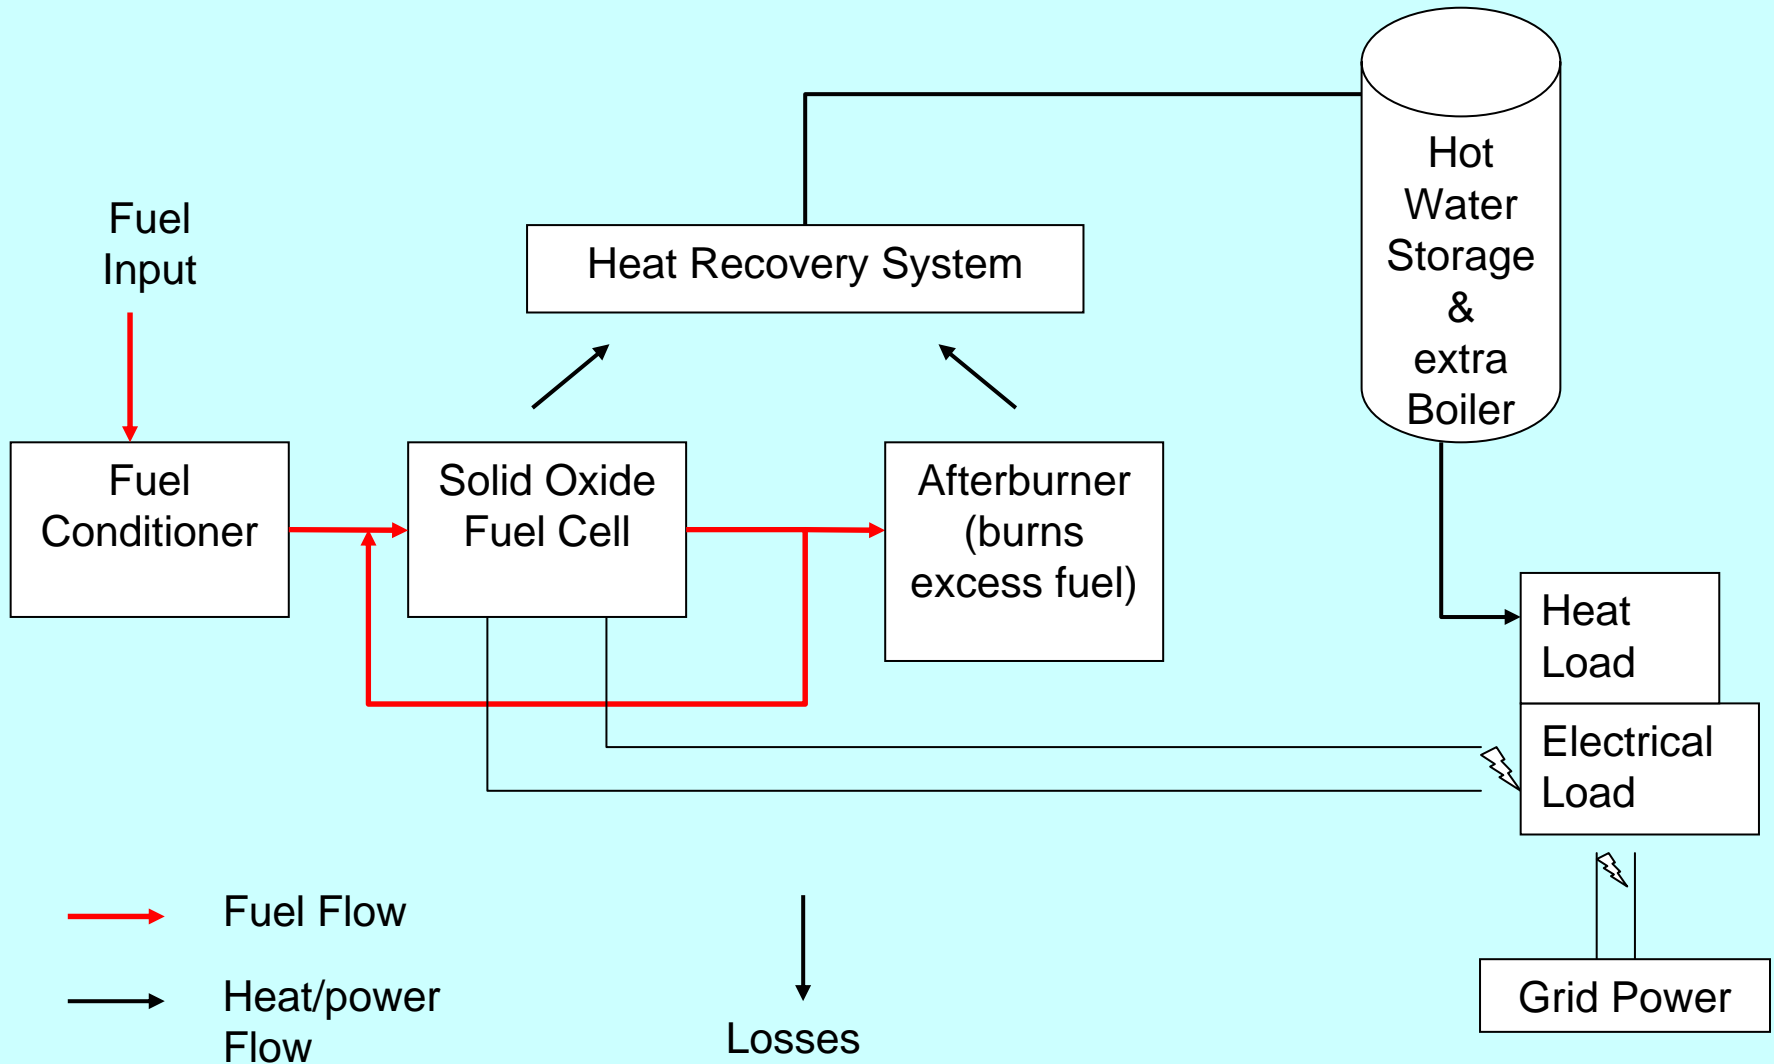 Fuel
Input
Heat Recovery System
Hot
Water
Storage
&
extra
Boiler
Fuel
Conditioner
Solid Oxide
Fuel Cell
Afterburner
(burns
excess fuel)
Heat
Load
Electrical
Load
Fuel Flow
Heat/power
Flow
Losses
Grid Power